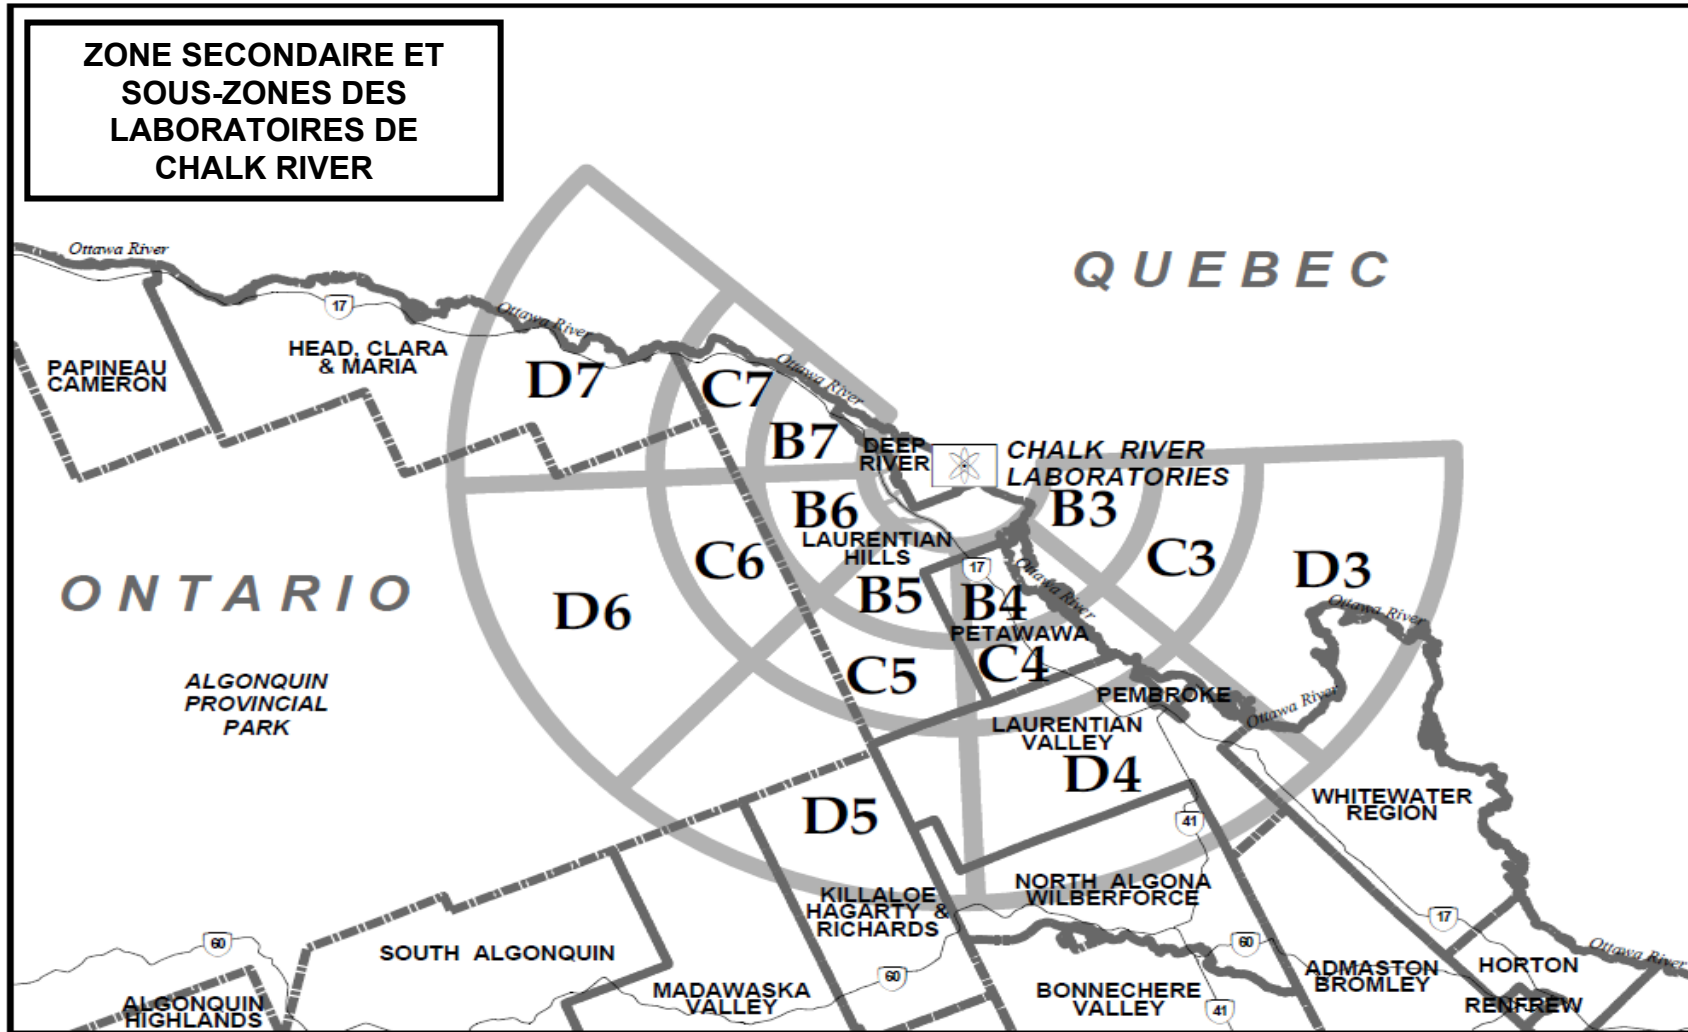 ZONE SECONDAIRE ET
SOUS-ZONES DES
LABORATOIRES DE
CHALK RIVER
Ottawa River
QUEBEC
17
Ottawa River
HEAD, CLARA
& MARIA
PAPINEAU
CAMERON
D7
C7
Ottawa River
B7
DEEP
RIVER
CHALK RIVER
LABORATORIES
B6
B3
LAURENTIAN
HILLS
C6
C3
D3
ONTARIO
17
Ottawa River
B5
B4
D6
PETAWAWA
Ottawa River
C5
C4
ALGONQUIN
PROVINCIAL
PARK
PEMBROKE
Ottawa River
LAURENTIAN
VALLEY
D4
D5
41
WHITEWATER
REGION
KILLALOE
HAGARTY &
RICHARDS
NORTH ALGONA
WILBERFORCE
17
60
SOUTH ALGONQUIN
60
Ottawa River
60
ADMASTON
BROMLEY
HORTON
MADAWASKA
VALLEY
BONNECHERE
VALLEY
41
RENFREW
ALGONQUIN
HIGHLANDS